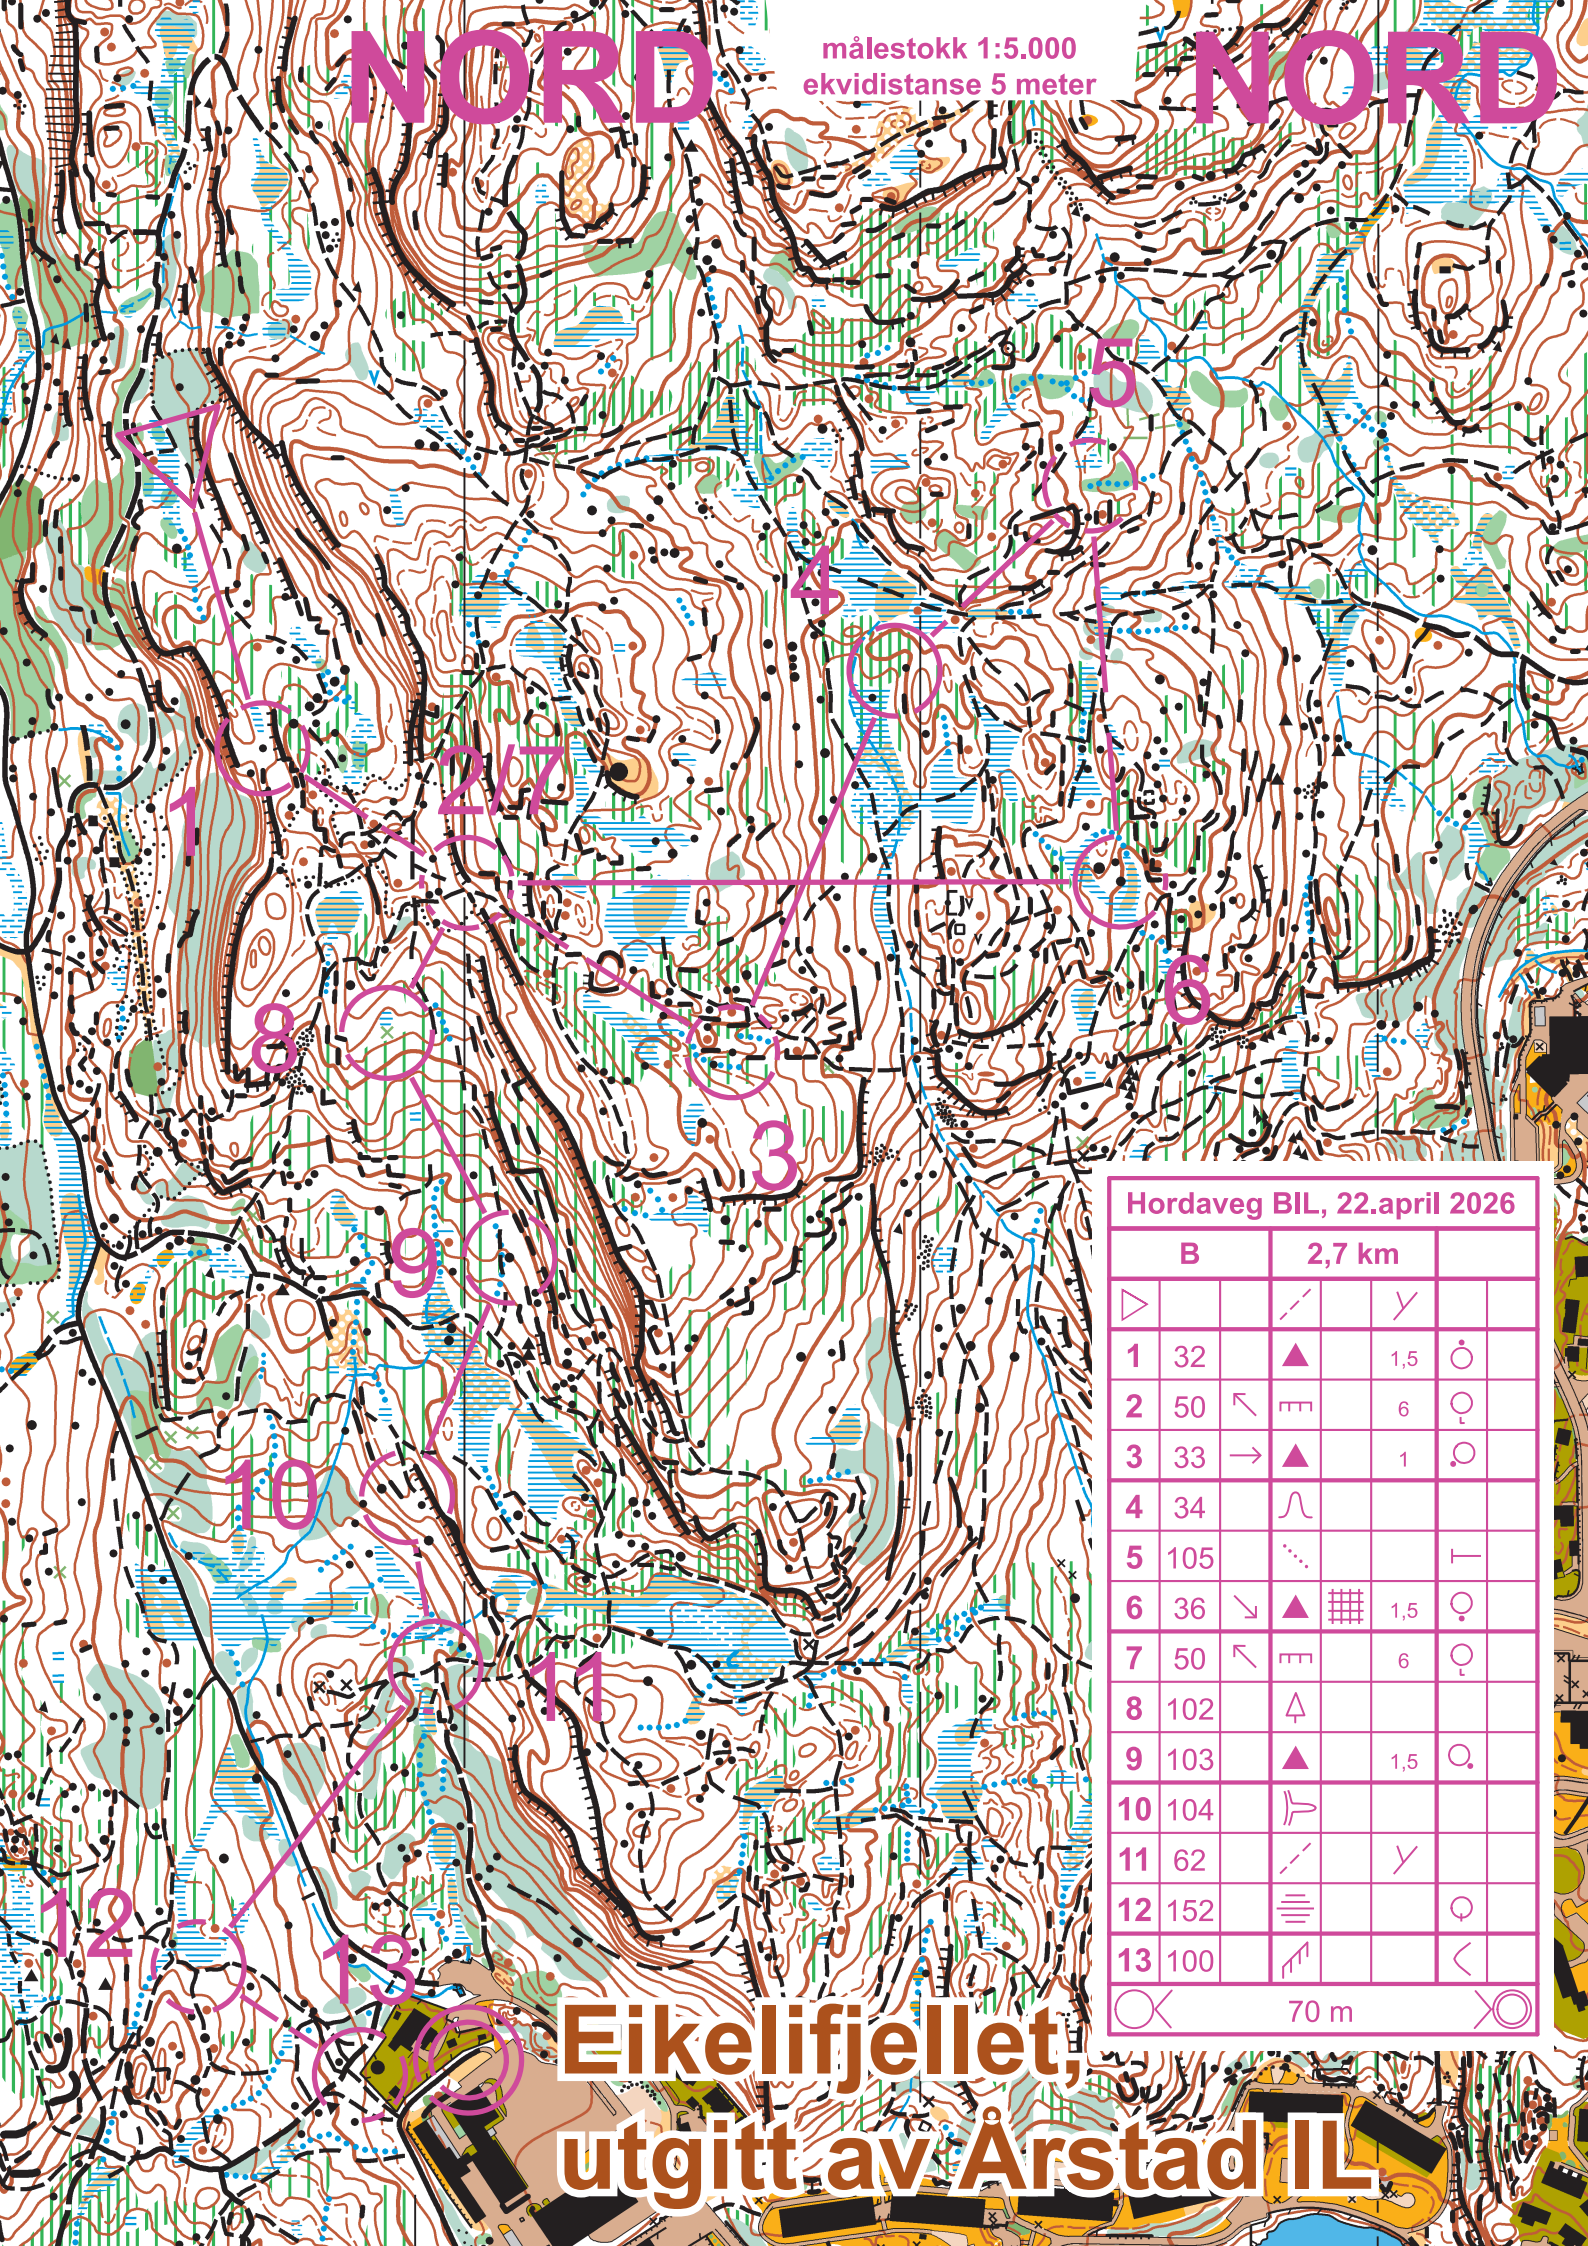 NORD
målestokk 1:5.000
ekvidistanse 5 meter
NORD
5
4
2/7
1
6
8
3
9
10
11
12
13
Hordaveg BIL, 22.april 2026
B 2,7 km
1 32 1,5
2 50 6
3 33 1
4 34
5 105
6 36 1,5
7 50 6
8 102
9 103 1,5
10 104
11 62
12 152
13 100
70 m
Eikelifjellet,
utgitt av Årstad IL